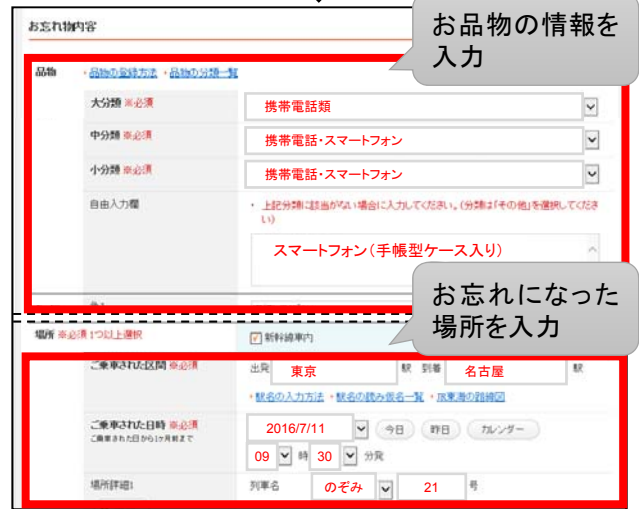 お忘れ物内容
お品物の情報を
入力
品物 ・品物の登録方法 ・品物の分類一覧
大分類 ※必須 携帯電話類
中分類 ※必須 携帯電話・スマートフォン
小分類 ※必須 携帯電話・スマートフォン
自由入力欄 ・ 上記分類に該当がない場合に入力してください。(分類は「その他」を選択してくださ
い)
スマートフォン(手帳型ケース入り)
お忘れになった
場所を入力
場所 ※必須 1つ以上選択 新幹線車内
ご乗車された区間 ※必須 出発 東京 駅 到着 名古屋 駅
・駅名の入力方法 ・駅名の読み仮名一覧 ・JR東海の路線図
ご乗車された日時 ※必須 2016/7/11 今日 昨日 カレンダー
ご乗車された日から1ヶ月前まで
09 時 30 分発
場所詳細1 列車名 のぞみ 21 号